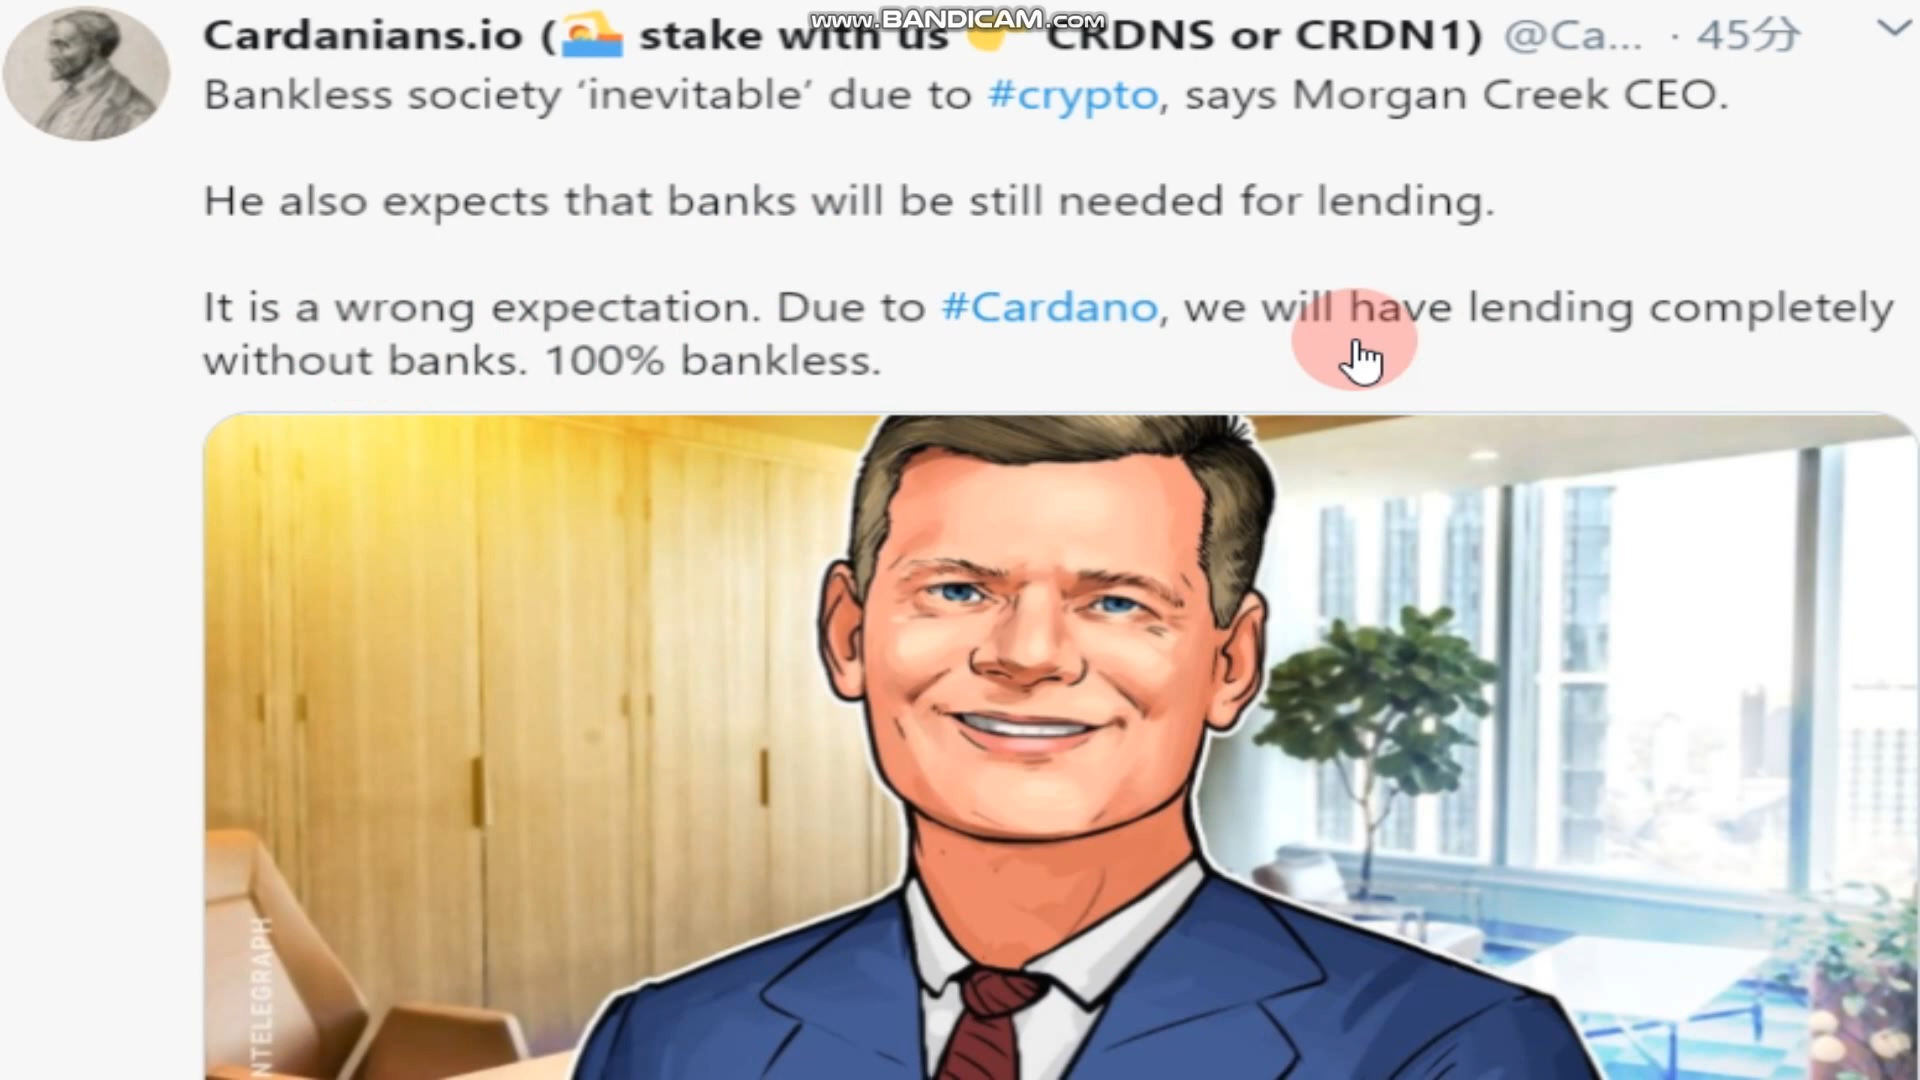 www.BANDICAM.com
Cardanians.io (🏊 stake with us 👉 CRDNS or CRDN1) @Ca... · 45分
Bankless society ‘inevitable’ due to #crypto, says Morgan Creek CEO.
He also expects that banks will be still needed for lending.
It is a wrong expectation. Due to #Cardano, we will have lending completely
without banks. 100% bankless.
NTELEGRAPH